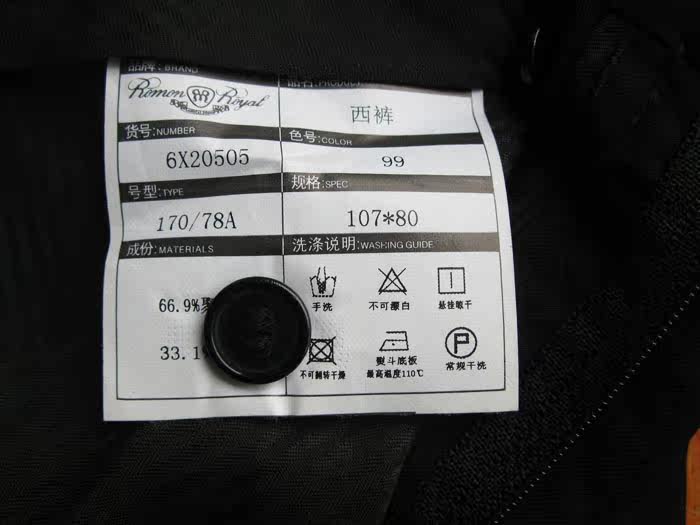 品牌: BRAND
品名: PRODUCT
Romon Royal
西裤
货号: NUMBER
色号: COLOR
6X20505
99
号型: TYPE
规格: SPEC
170/78A
107*80
成份: MATERIALS
洗涤说明: WASHING GUIDE
手洗
不可漂白
悬挂晾干
66.9%聚
33.1%
P
不可翻转干燥
熨斗底板
最高温度110℃
常规干洗